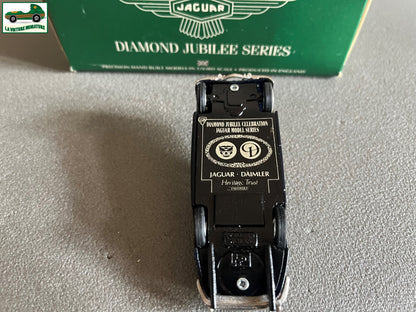 LA VOITURE MINIATURE
JAGUAR
DIAMOND JUBILEE SERIES
PRECISION HAND BUILT MODELS IN 1/43RD SCALE • PRODUCED IN ENGLAND
DIAMOND JUBILEE CELEBRATION
JAGUAR MODEL SERIES
JAGUAR · DAIMLER
Heritage Trust